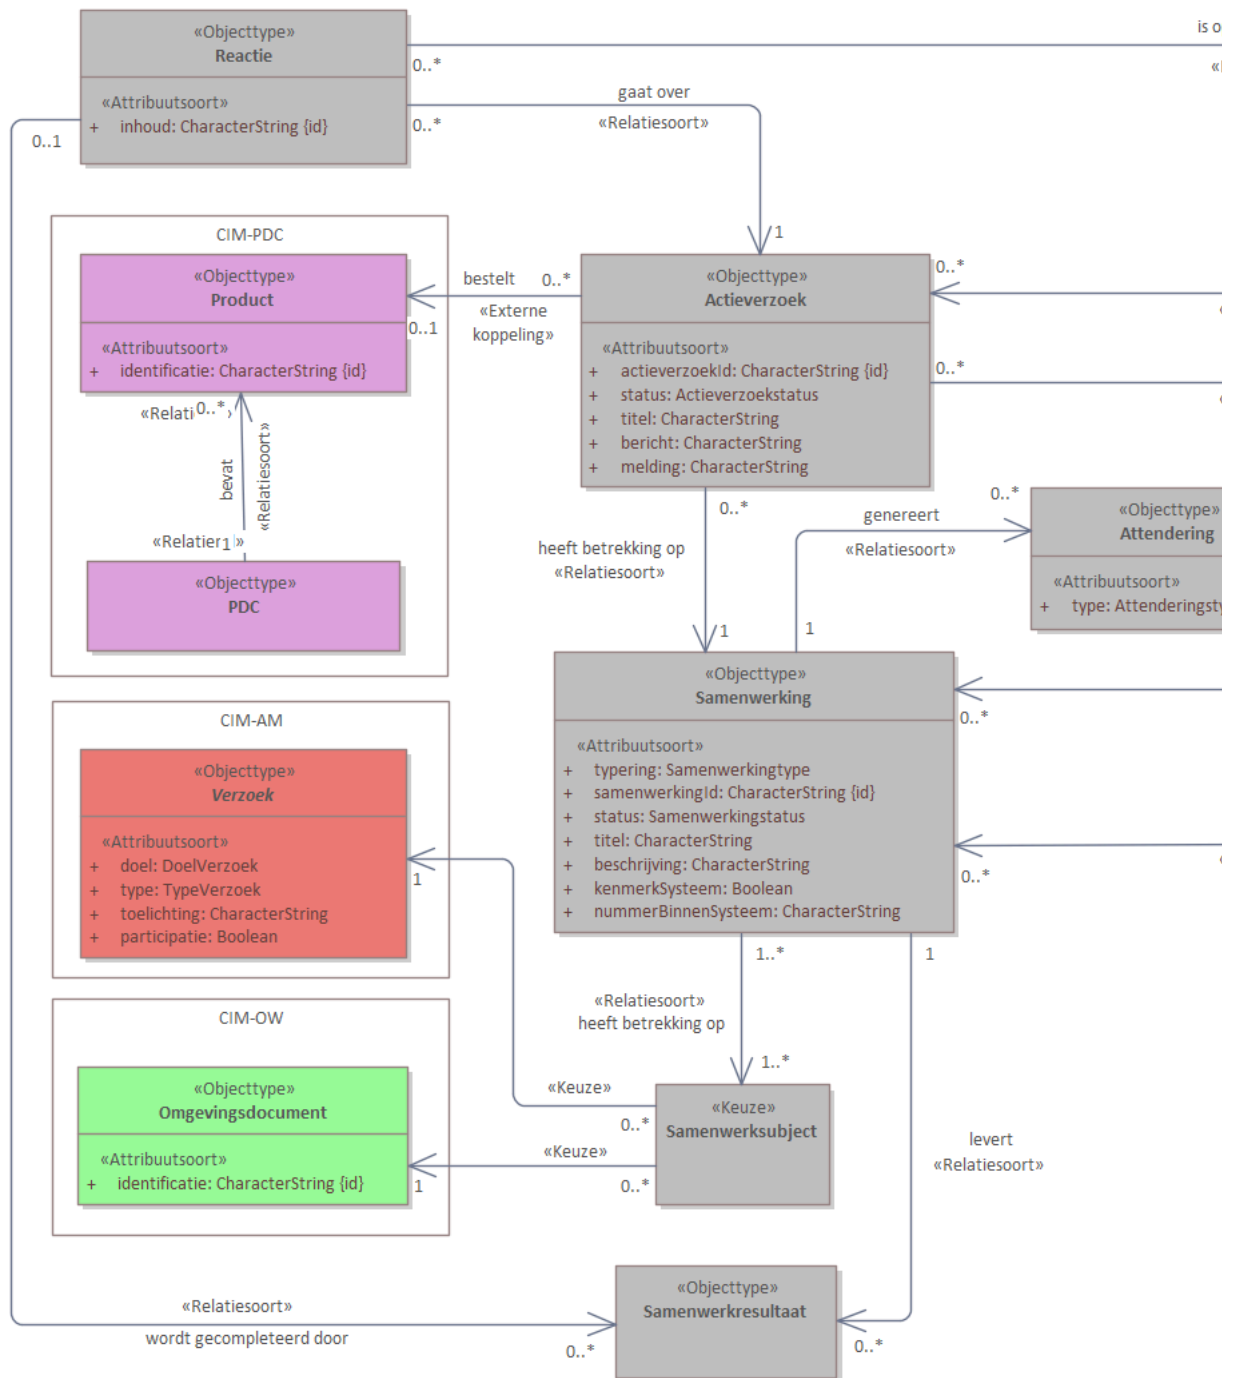 «Objecttype»
Reactie
«Attribuutsoort»
+ inhoud: CharacterString {id}
0..*
is o
0..*
gaat over
«Relatiesoort»
1
0..1
CIM-PDC
«Objecttype»
Product
«Attribuutsoort»
+ identificatie: CharacterString {id}
bestelt
0..*
«Externe
koppeling»
0..1
«Objecttype»
Actieverzoek
«Attribuutsoort»
+ actieverzoekId: CharacterString {id}
+ status: Actieverzoekstatus
+ titel: CharacterString
+ bericht: CharacterString
+ melding: CharacterString
0..*
0..*
«Relati
0..*
bevat
«Relatiesoort»
1
«Objecttype»
PDC
0..*
heeft betrekking op
«Relatiesoort»
1
genereert
«Relatiesoort»
0..*
1
«Objecttype»
Attendering
«Attribuutsoort»
+ type: Attenderingsty
«Objecttype»
Samenwerking
«Attribuutsoort»
+ typering: Samenwerkingtype
+ samenwerkingId: CharacterString {id}
+ status: Samenwerkingstatus
+ titel: CharacterString
+ beschrijving: CharacterString
+ kenmerkSysteem: Boolean
+ nummerBinnenSysteem: CharacterString
0..*
0..*
CIM-AM
«Objecttype»
Verzoek
«Attribuutsoort»
+ doel: DoelVerzoek
+ type: TypeVerzoek
+ toelichting: CharacterString
+ participatie: Boolean
1
1..*
1
«Relatiesoort»
heeft betrekking op
1..*
CIM-OW
«Objecttype»
Omgevingsdocument
«Attribuutsoort»
+ identificatie: CharacterString {id}
«Keuze»
0..*
«Keuze»
1
0..*
«Keuze»
Samenwerksubject
levert
«Relatiesoort»
«Relatiesoort»
wordt gecompleteerd door
0..*
«Objecttype»
Samenwerkresultaat
0..*